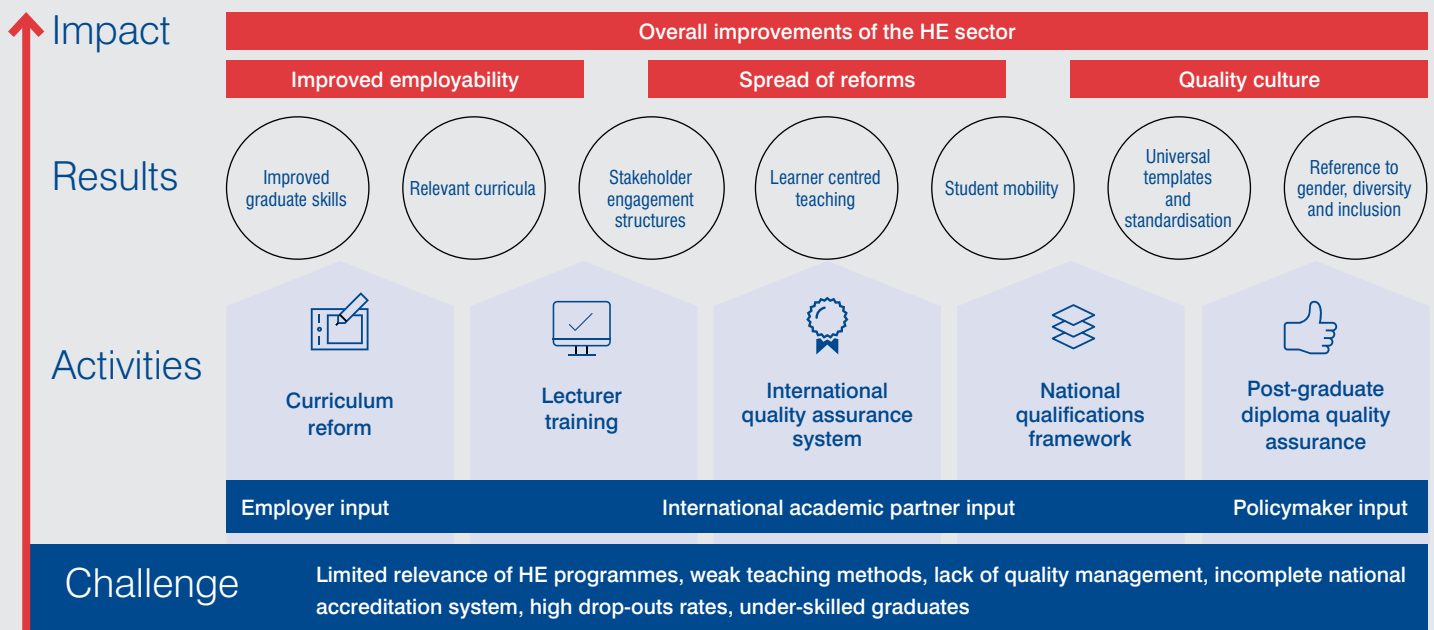 Impact
Overall improvements of the HE sector
Improved employability
Spread of reforms
Quality culture
Results
Improved
graduate skills
Relevant curricula
Stakeholder
engagement
structures
Learner centred
teaching
Student mobility
Universal
templates
and
standardisation
Reference to
gender, diversity
and inclusion
Activities
Curriculum
reform
Lecturer
training
International
quality assurance
system
National
qualifications
framework
Post-graduate
diploma quality
assurance
Employer input
International academic partner input
Policymaker input
Challenge
Limited relevance of HE programmes, weak teaching methods, lack of quality management, incomplete national
accreditation system, high drop-outs rates, under-skilled graduates